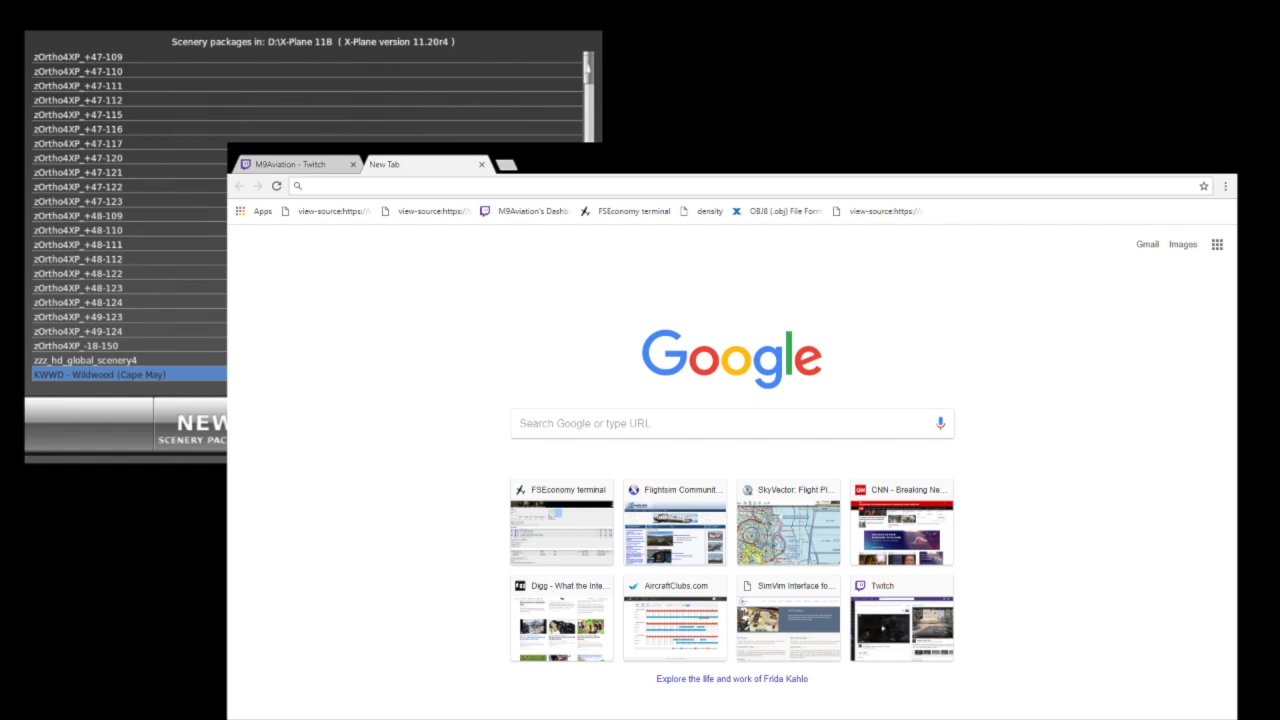 Scenery packages in: D:\X-Plane 11B ( X-Plane version 11.20r4 )
zOrtho4XP_+47-109
zOrtho4XP_+47-110
zOrtho4XP_+47-111
zOrtho4XP_+47-112
zOrtho4XP_+47-115
zOrtho4XP_+47-116
zOrtho4XP_+47-117
zOrtho4XP_+47-120
zOrtho4XP_+47-121
zOrtho4XP_+47-122
zOrtho4XP_+47-123
zOrtho4XP_+48-109
zOrtho4XP_+48-110
zOrtho4XP_+48-111
zOrtho4XP_+48-112
zOrtho4XP_+48-122
zOrtho4XP_+48-123
zOrtho4XP_+48-124
zOrtho4XP_+49-123
zOrtho4XP_+49-124
zOrtho4XP_-18-150
zzz_hd_global_scenery4
KWWD - Wildwood (Cape May)
NEW
SCENERY PAC
M9Aviation - Twitch New Tab
Apps view-source:https:/ view-source:https:/ M9Aviation's Dashb FSEconomy terminal density OBJ8 (.obj) File Form view-source:https:/
Gmail Images
Google
Search Google or type URL
FSEconomy terminal Flightsim Communit... SkyVector: Flight Pl... CNN - Breaking Ne...
Digg - What the Inte... AircraftClubs.com SimVim Interface fo... Twitch
Explore the life and work of Frida Kahlo